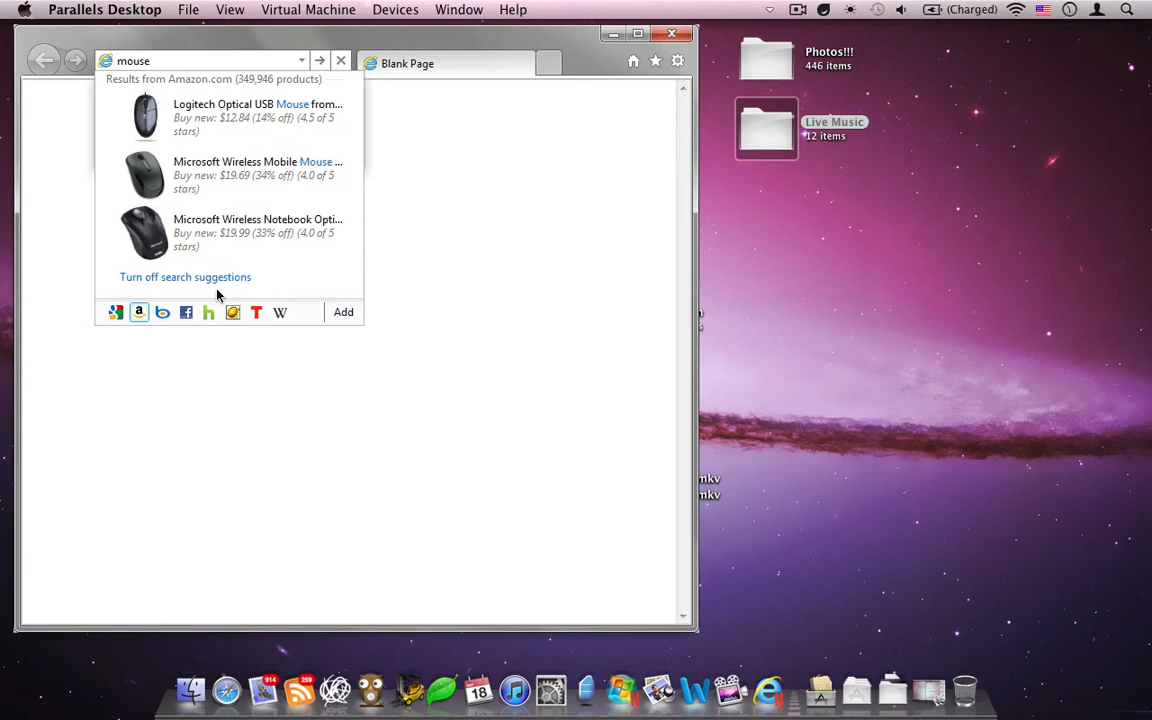 Parallels Desktop File View Virtual Machine Devices Window Help (Charged)
mouse
Blank Page
Results from Amazon.com (349,946 products)
Logitech Optical USB Mouse from...
Buy new: $12.84 (14% off) (4.5 of 5
stars)
Microsoft Wireless Mobile Mouse ...
Buy new: $19.69 (34% off) (4.0 of 5
stars)
Microsoft Wireless Notebook Opti...
Buy new: $19.99 (33% off) (4.0 of 5
stars)
Turn off search suggestions
a b f h T W Add
Photos!!!
446 items
Live Music
12 items
mkv
mkv
914
259
18